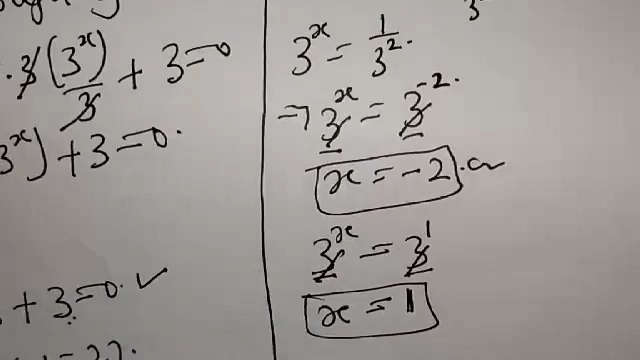 3(3^x)/3 + 3 = 0
3^x) + 3 = 0.
+ 3 = 0. ✓
3^x = 1/3^2.
⇒ 3^x = 3^-2.
x = -2. or
3^x = 3^1
x = 1